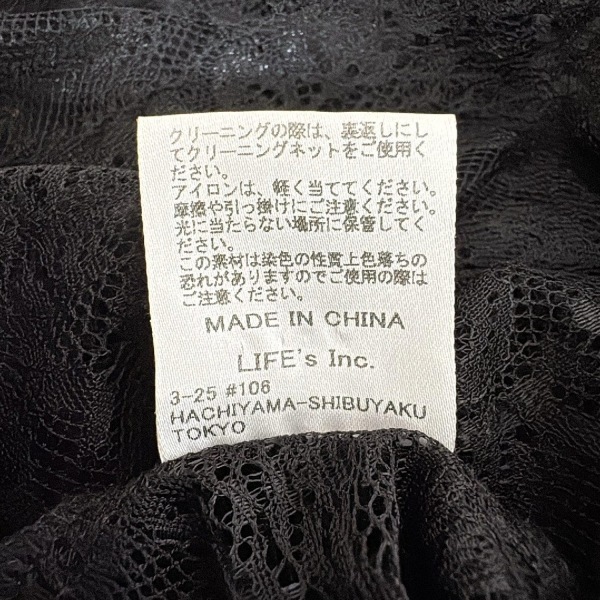 クリーニングの際は、裏返しにし
てクリーニングネットをご使用く
ださい。
アイロンは、軽く当ててください。
摩擦や引っ掛けにご注意ください。
光に当たらない場所に保管してく
ださい。
この素材は染色の性質上色落ちの
恐れがありますのでご使用の際は
ご注意ください。
MADE IN CHINA
LIFE's Inc.
3-25 #106
HACHIYAMA-SHIBUYAKU
TOKYO